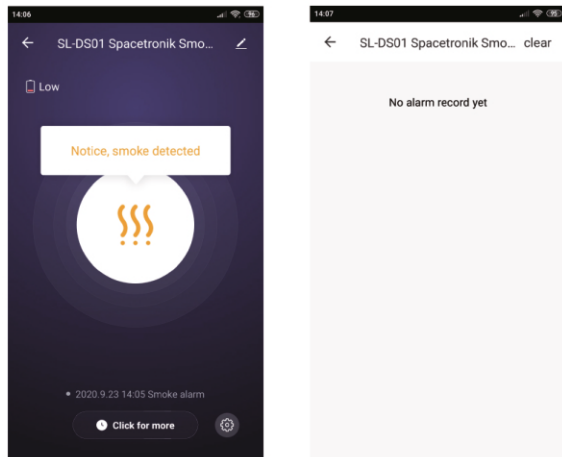 14:06
96
SL-DS01 Spacetronik Smo...
Low
Notice, smoke detected
2020.9.23 14:05 Smoke alarm
Click for more
14:07
SL-DS01 Spacetronik Smo... clear
No alarm record yet